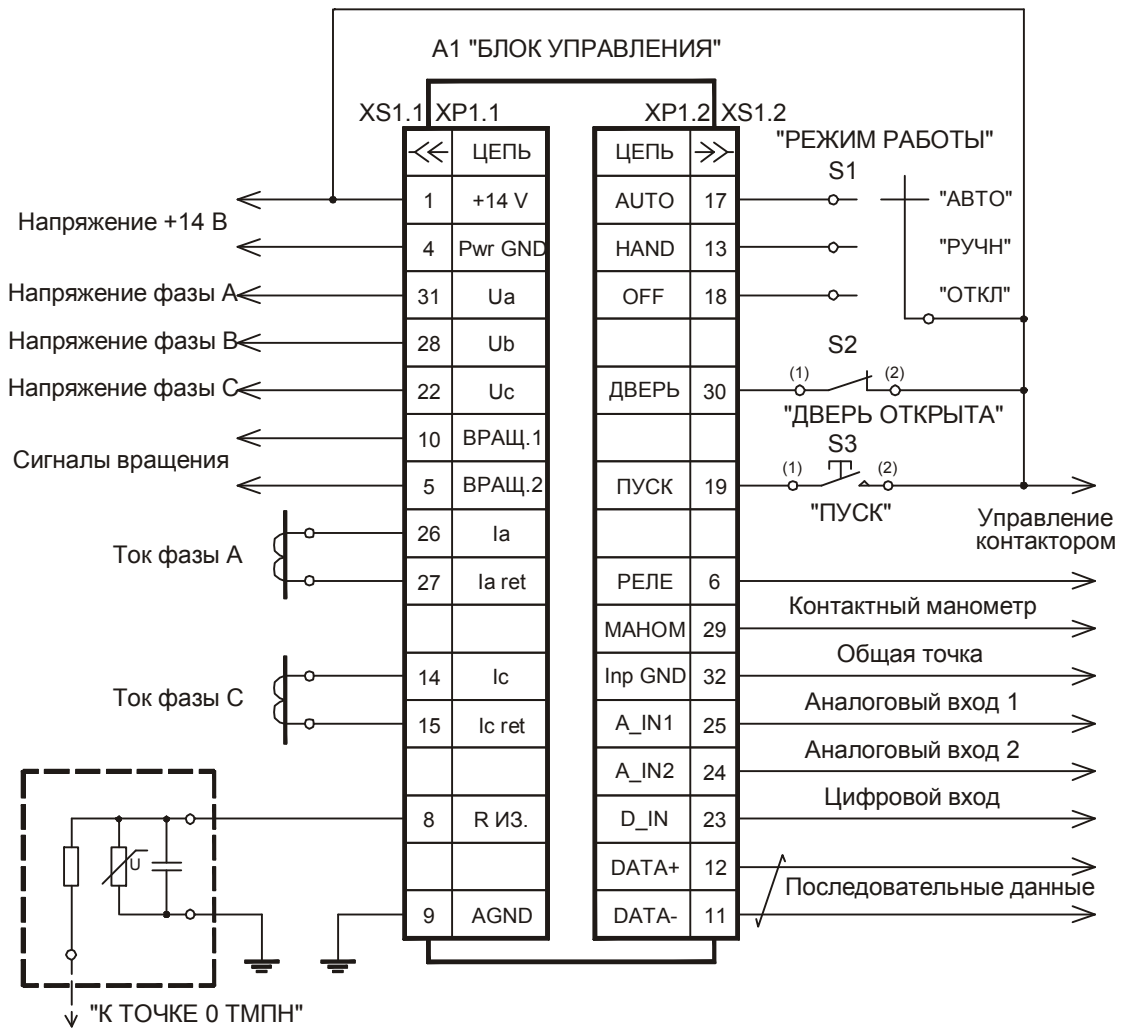 А1 "БЛОК УПРАВЛЕНИЯ"
XS1.1 XP1.1
XP1.2 XS1.2
ЦЕПЬ
1 +14 V
4 Pwr GND
31 Ua
28 Ub
22 Uc
10 ВРАЩ.1
5 ВРАЩ.2
26 Ia
27 Ia ret
14 Ic
15 Ic ret
8 R ИЗ.
9 AGND
ЦЕПЬ
AUTO 17
HAND 13
OFF 18
ДВЕРЬ 30
ПУСК 19
РЕЛЕ 6
МАНОМ 29
Inp GND 32
A_IN1 25
A_IN2 24
D_IN 23
DATA+ 12
DATA- 11
Напряжение +14 В
Напряжение фазы А
Напряжение фазы В
Напряжение фазы С
Сигналы вращения
Ток фазы А
Ток фазы С
U
"К ТОЧКЕ 0 ТМПН"
"РЕЖИМ РАБОТЫ"
S1
"АВТО"
"РУЧН"
"ОТКЛ"
S2
(1) (2)
"ДВЕРЬ ОТКРЫТА"
S3
(1) (2)
"ПУСК"
Управление
контактором
Контактный манометр
Общая точка
Аналоговый вход 1
Аналоговый вход 2
Цифровой вход
Последовательные данные